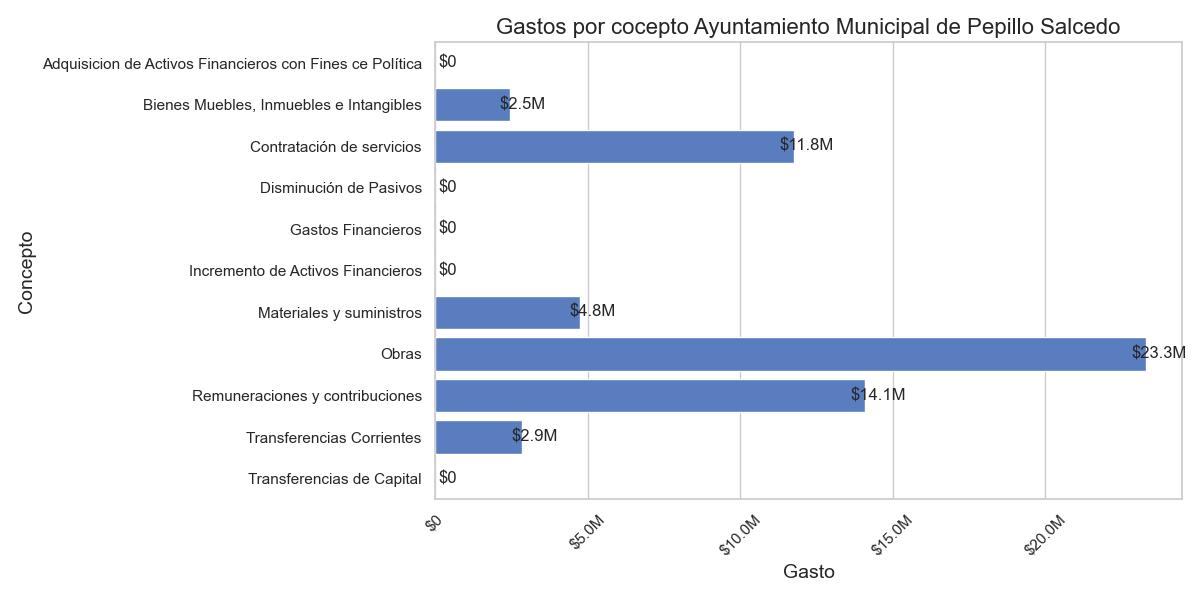 Gastos por cocepto Ayuntamiento Municipal de Pepillo Salcedo
Concepto
Adquisicion de Activos Financieros con Fines ce Política $0
Bienes Muebles, Inmuebles e Intangibles $2.5M
Contratación de servicios $11.8M
Disminución de Pasivos $0
Gastos Financieros $0
Incremento de Activos Financieros $0
Materiales y suministros $4.8M
Obras $23.3M
Remuneraciones y contribuciones $14.1M
Transferencias Corrientes $2.9M
Transferencias de Capital $0
$0 $5.0M $10.0M $15.0M $20.0M
Gasto